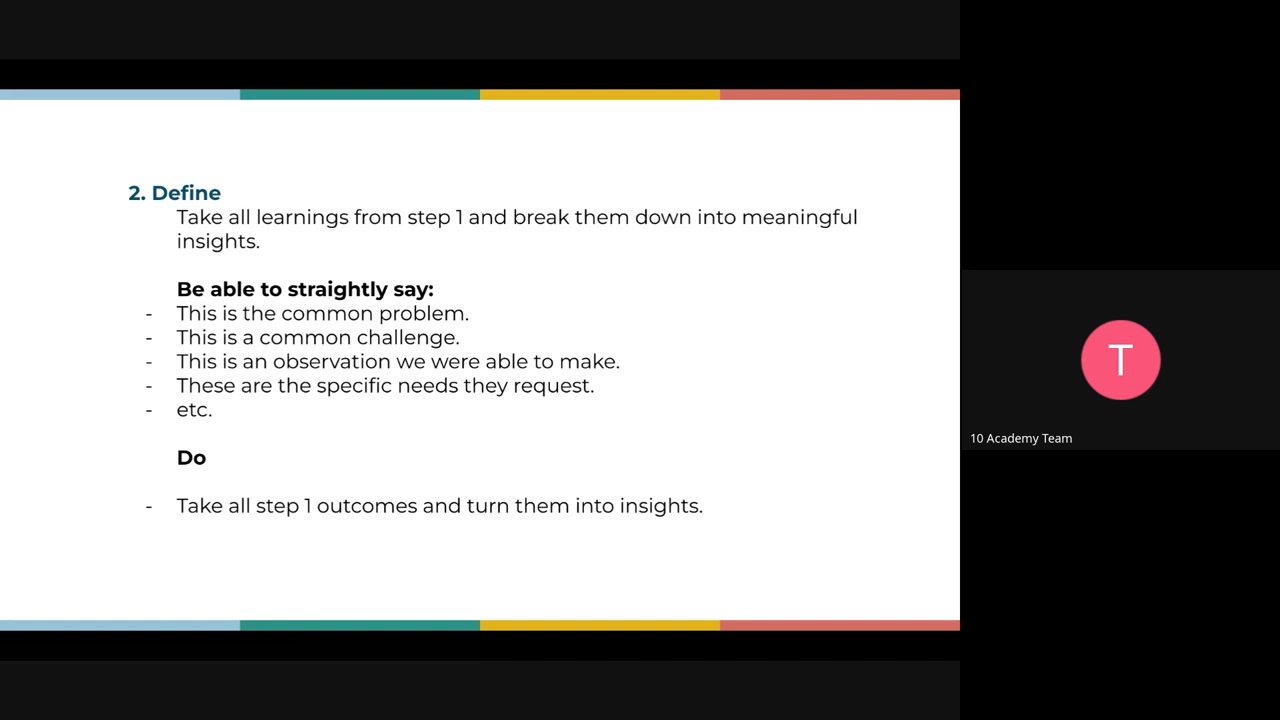 2. Define
Take all learnings from step 1 and break them down into meaningful
insights.
Be able to straightly say:
- This is the common problem.
- This is a common challenge.
- This is an observation we were able to make.
- These are the specific needs they request.
- etc.
Do
- Take all step 1 outcomes and turn them into insights.
T
10 Academy Team